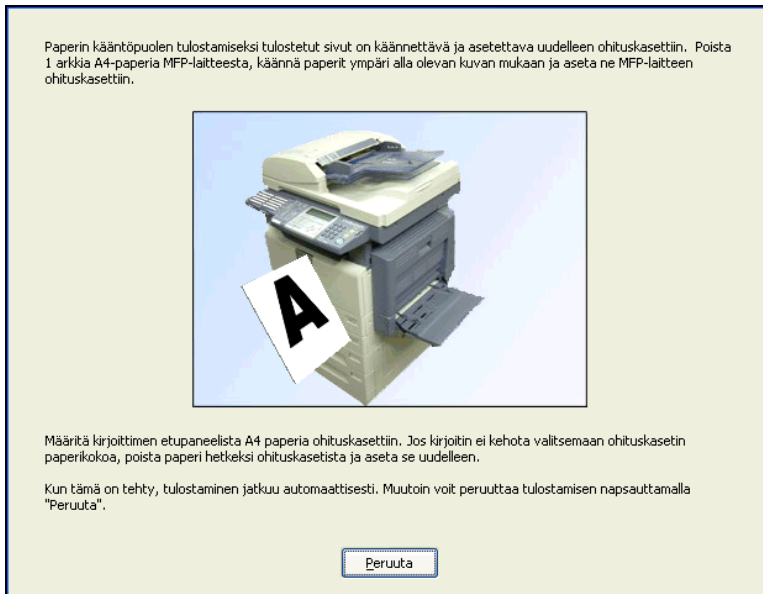 Paperin kääntöpuolen tulostamiseksi tulostetut sivut on käännettävä ja asetettava uudelleen ohituskasettiin.  Poista
1 arkkia A4-paperia MFP-laitteesta, käännä paperit ympäri alla olevan kuvan mukaan ja aseta ne MFP-laitteen
ohituskasettiin.
A
Määritä kirjoittimen etupaneelista A4 paperia ohituskasettiin. Jos kirjoitin ei kehota valitsemaan ohituskasetin
paperikokoa, poista paperi hetkeksi ohituskasetista ja aseta se uudelleen.
Kun tämä on tehty, tulostaminen jatkuu automaattisesti. Muutoin voit peruuttaa tulostamisen napsauttamalla
"Peruuta".
Peruuta